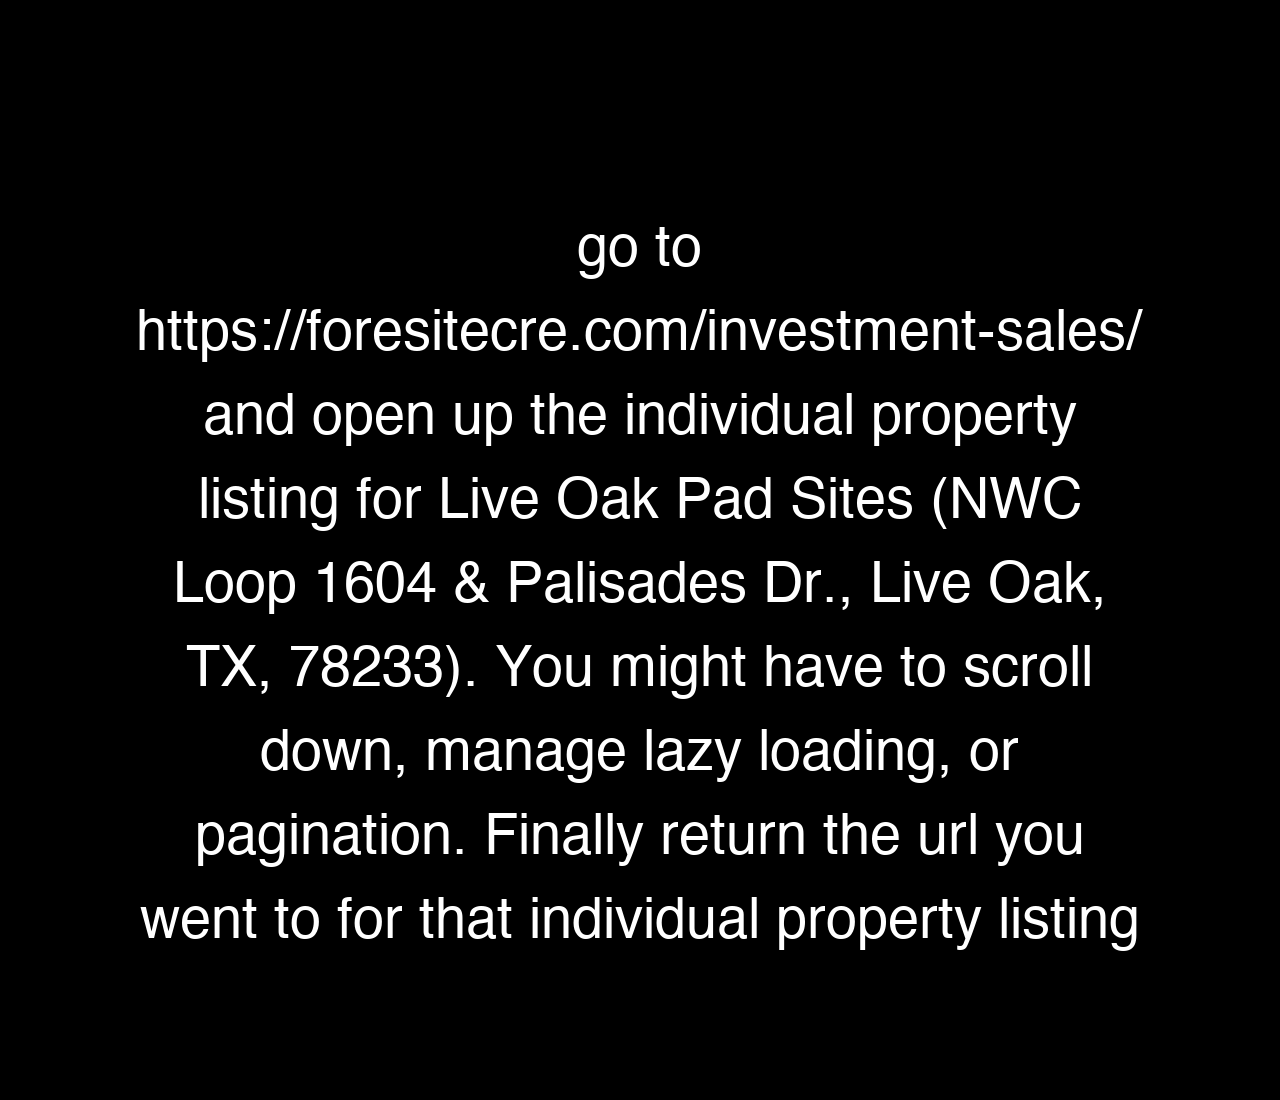 go to
https://foresitecre.com/investment-sales/
and open up the individual property
listing for Live Oak Pad Sites (NWC
Loop 1604 & Palisades Dr., Live Oak,
TX, 78233). You might have to scroll
down, manage lazy loading, or
pagination. Finally return the url you
went to for that individual property listing